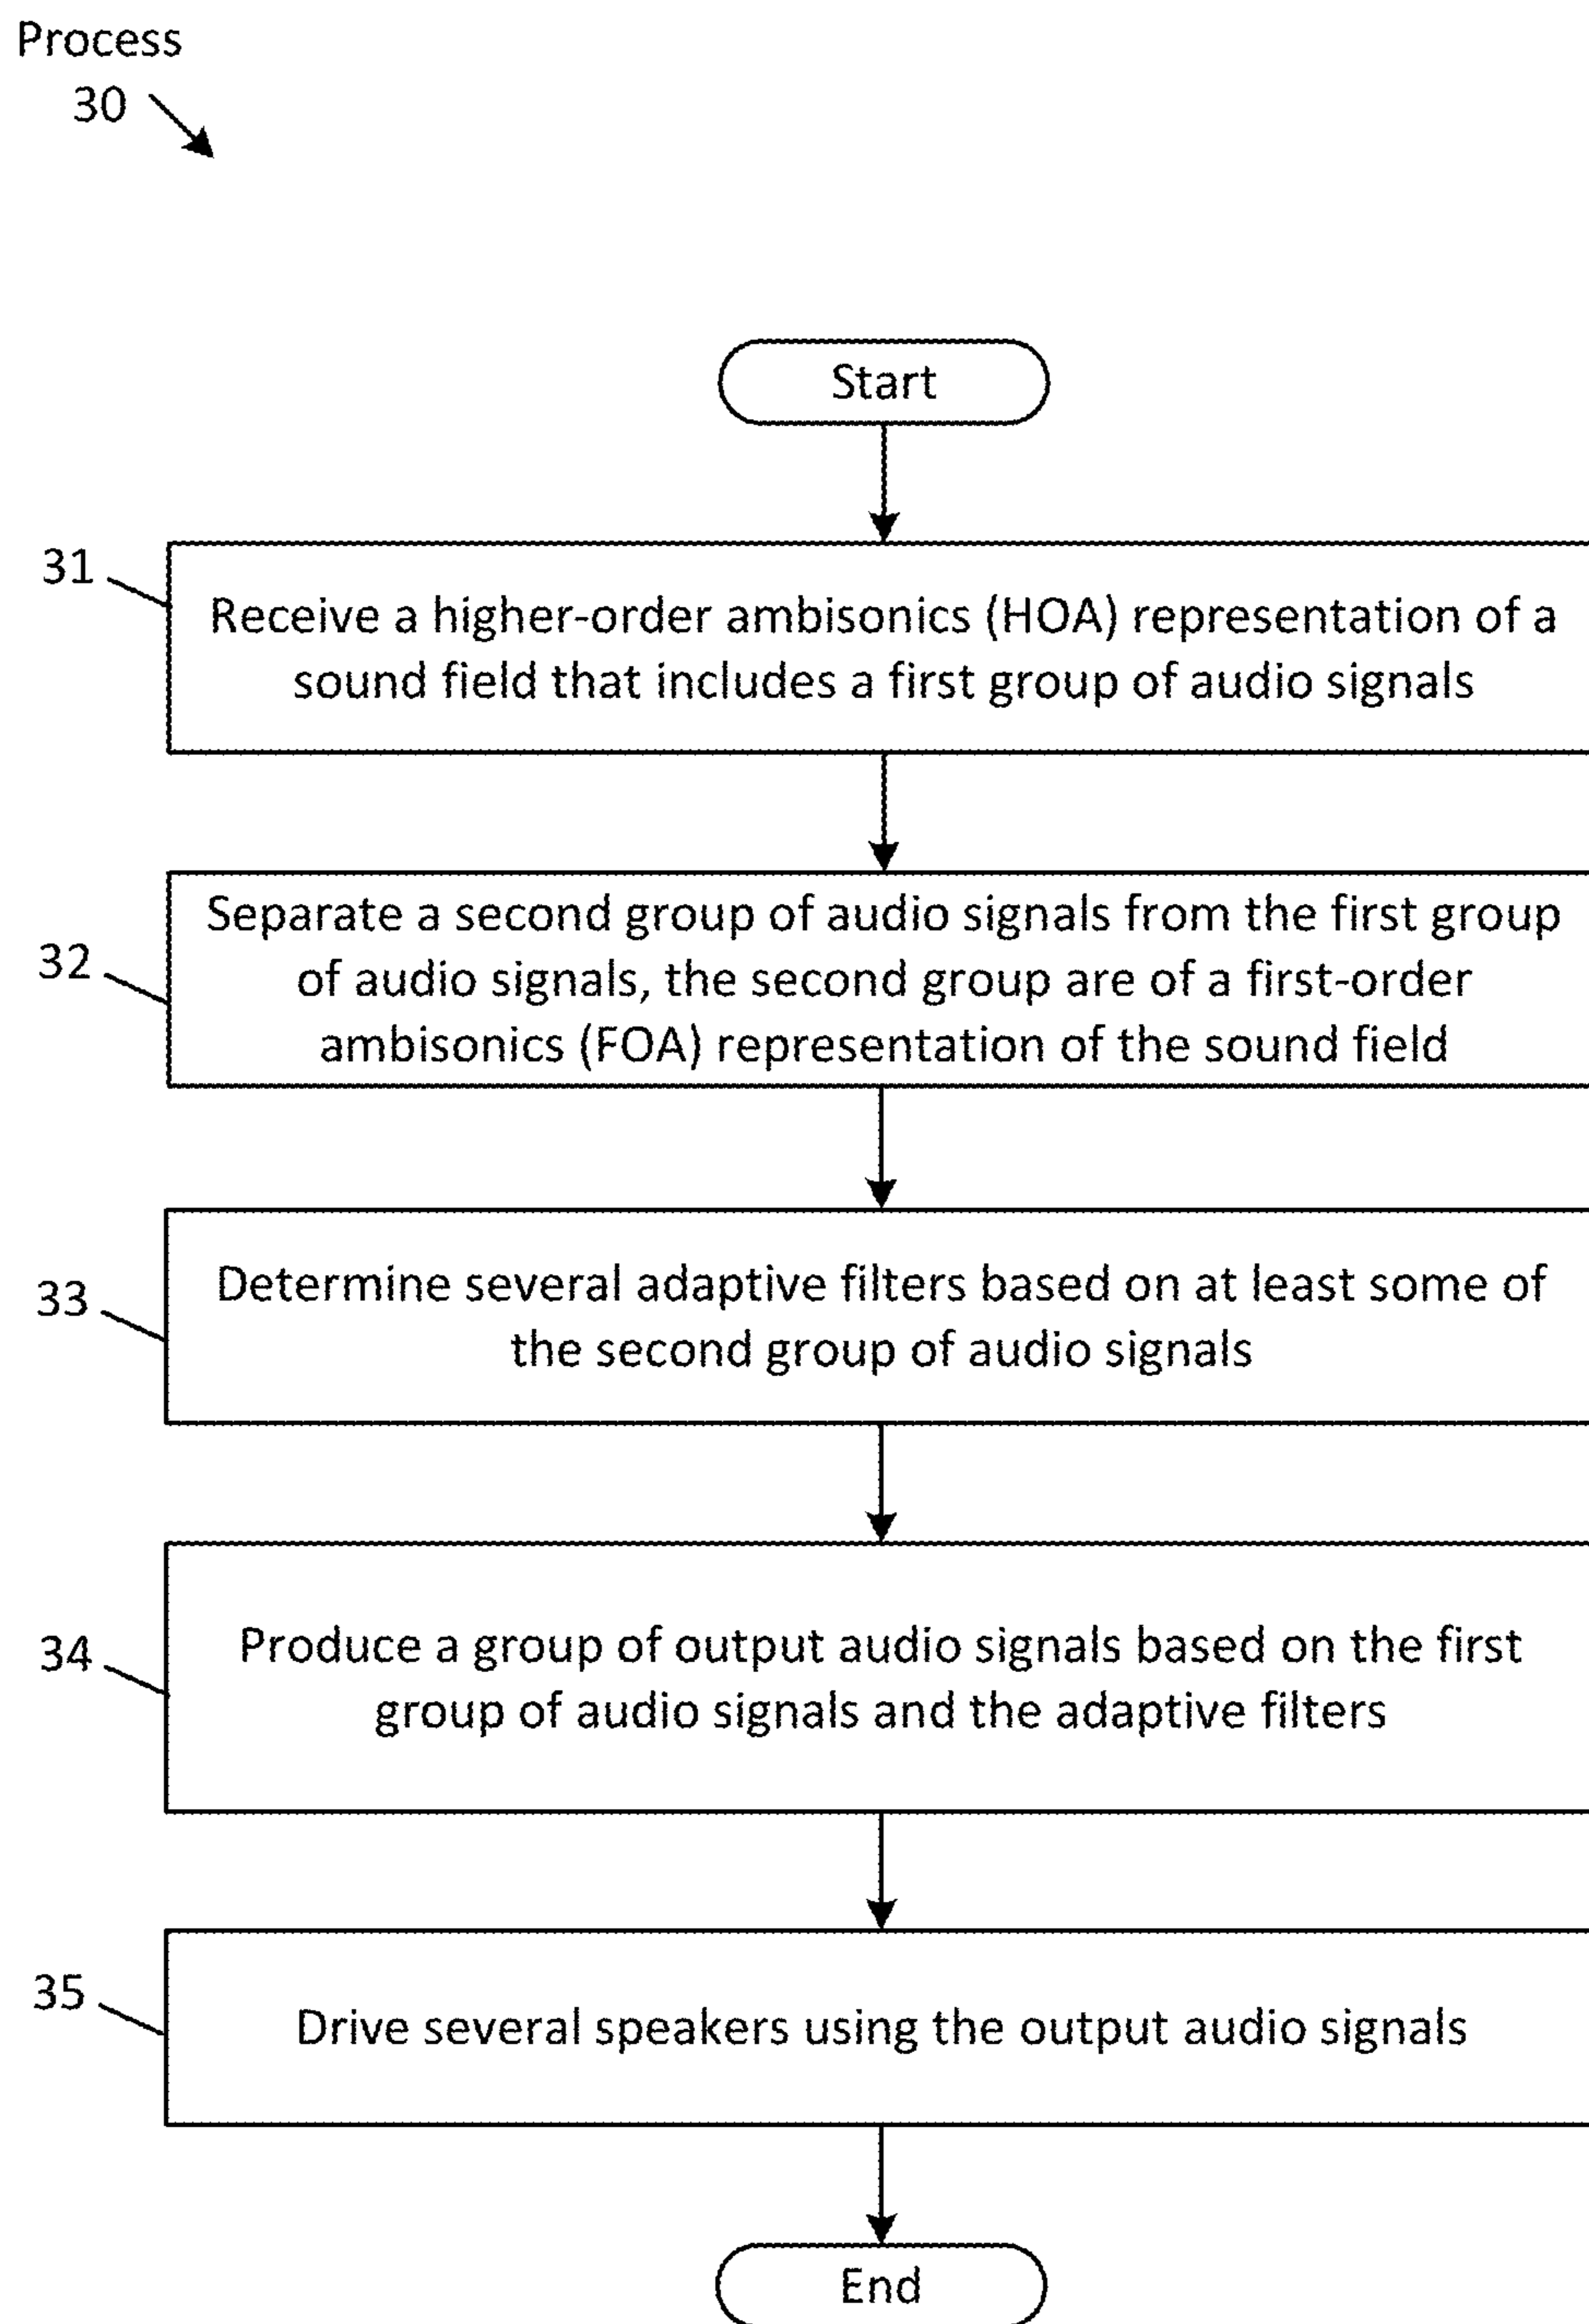 Process
30
Start
31
Receive a higher-order ambisonics (HOA) representation of a
sound field that includes a first group of audio signals
32
Separate a second group of audio signals from the first group
of audio signals, the second group are of a first-order
ambisonics (FOA) representation of the sound field
33
Determine several adaptive filters based on at least some of
the second group of audio signals
34
Produce a group of output audio signals based on the first
group of audio signals and the adaptive filters
35
Drive several speakers using the output audio signals
End